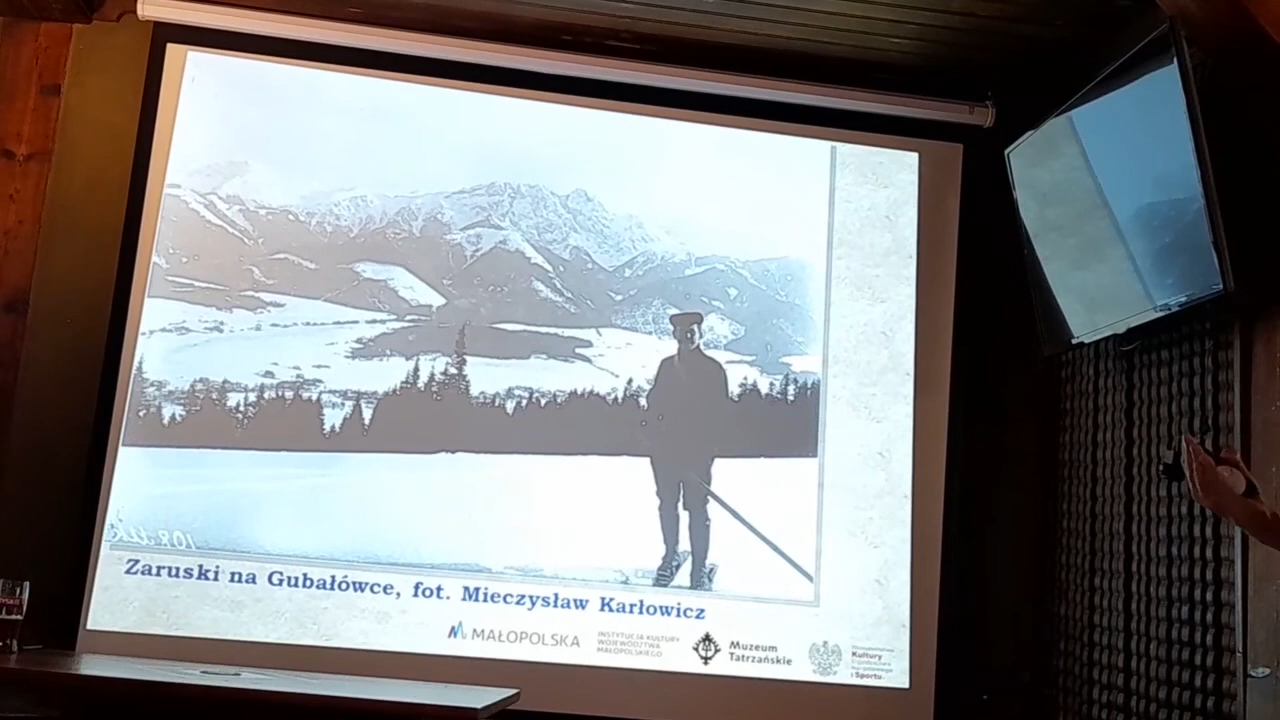 Zaruski na Gubałówce, fot. Mieczysław Karłowicz
MAŁOPOLSKA
INSTYTUCJA KULTURY
WOJEWÓDZTWA
MAŁOPOLSKIEGO
Muzeum
Tatrzańskie
Kultury
i Sportu